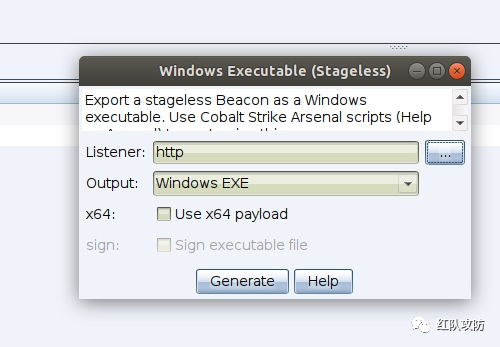 Windows Executable (Stageless)
Export a stageless Beacon as a Windows
executable. Use Cobalt Strike Arsenal scripts (Help
Listener: http ...
Output: Windows EXE
x64: Use x64 payload
sign: Sign executable file
Generate Help
红队攻防